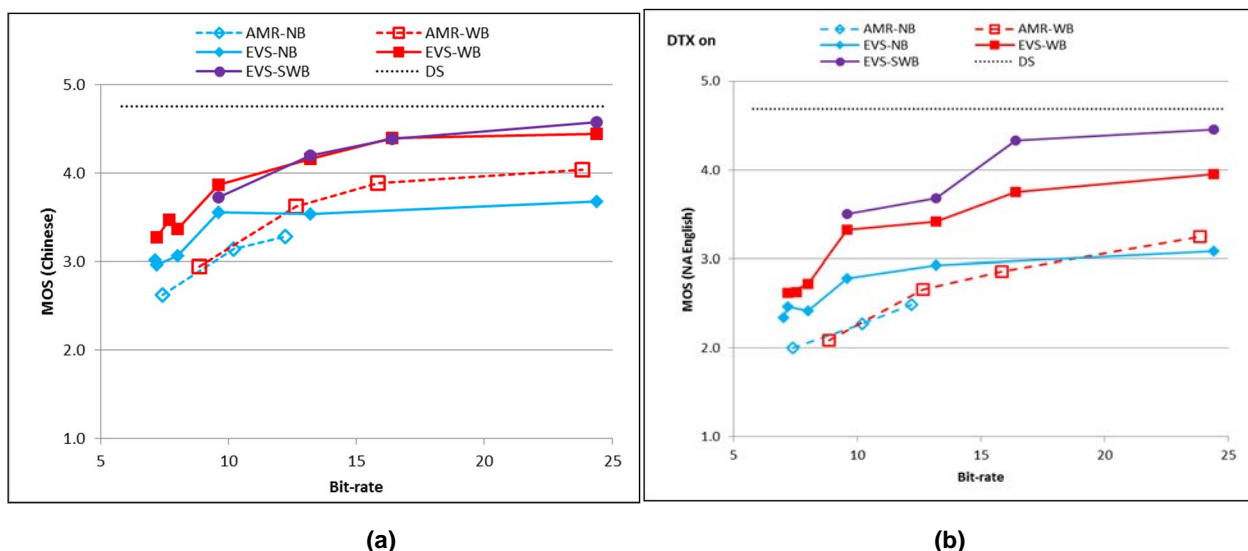 AMR-NB AMR-WB
EVS-NB EVS-WB
EVS-SWB DS
5.0
4.0
3.0
2.0
1.0
MOS (Chinese)
5 10 15 20 25
Bit-rate
(a)
DTX on
AMR-NB AMR-WB
EVS-NB EVS-WB
EVS-SWB DS
5.0
4.0
3.0
2.0
1.0
MOS (NA English)
5 10 15 20 25
Bit-rate
(b)